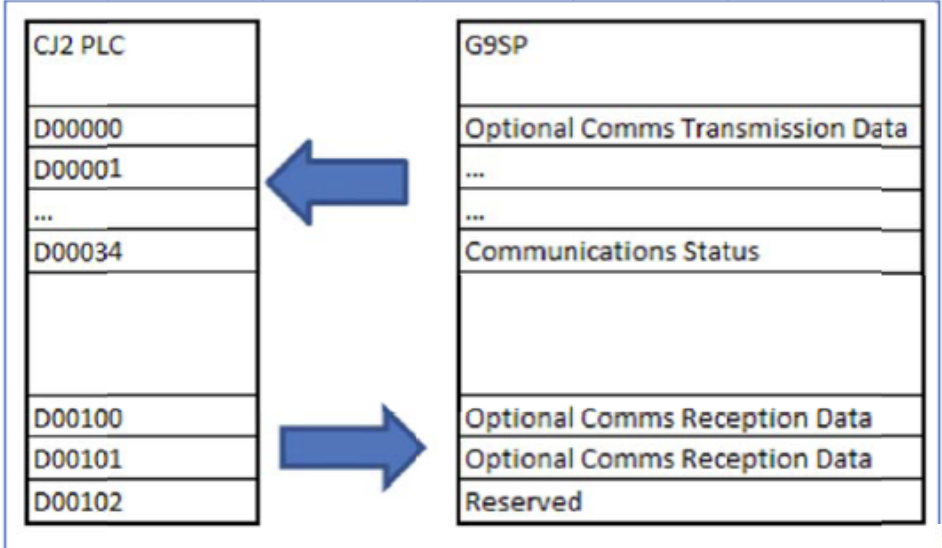 CJ2 PLC
G9SP
D00000
Optional Comms Transmission Data
D00001
...
...
...
D00034
Communications Status
D00100
Optional Comms Reception Data
D00101
Optional Comms Reception Data
D00102
Reserved